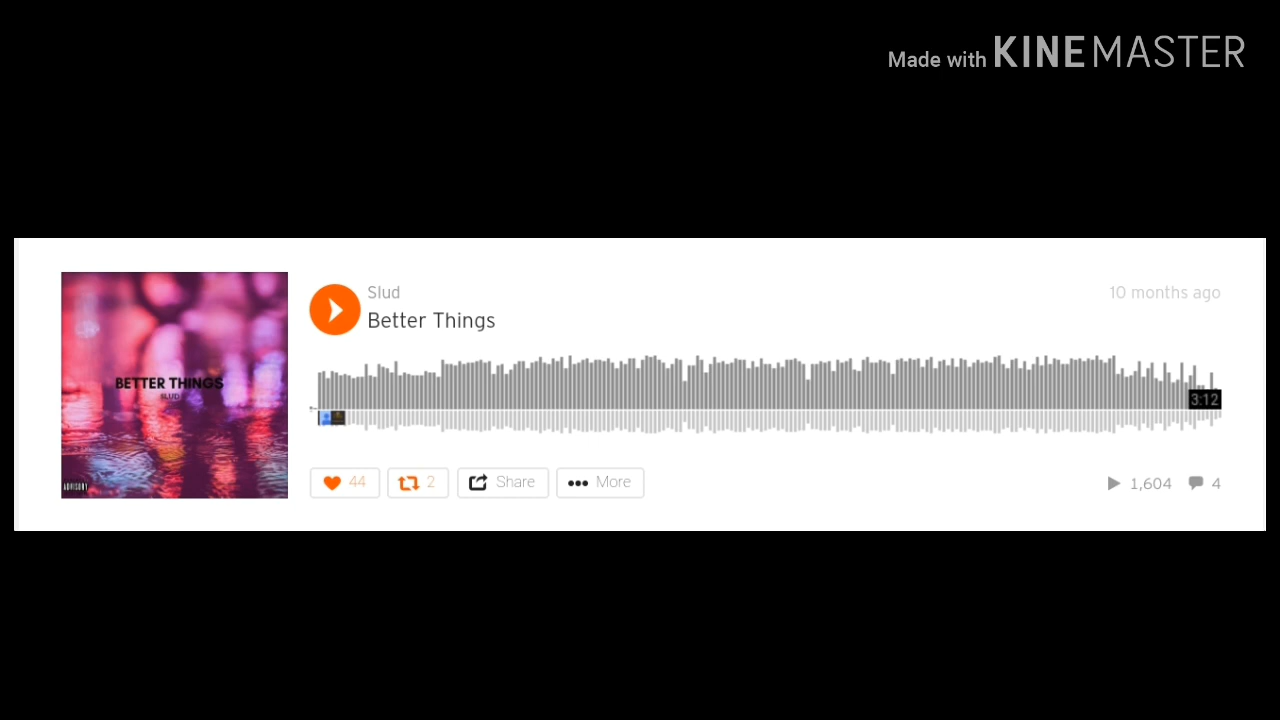 Made with KINEMASTER
Slud
10 months ago
Better Things
BETTER THINGS
SLUD
3:12
ADVISORY
44
2
Share
More
1,604
4